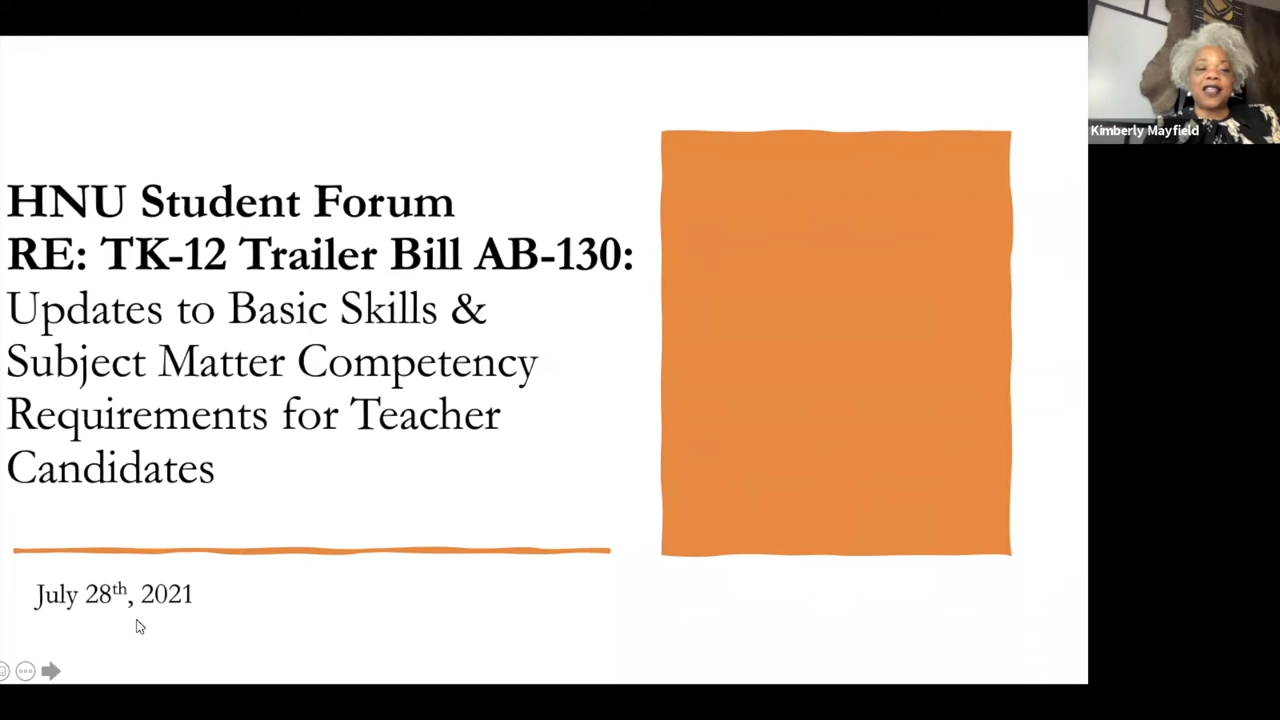 HNU Student Forum
RE: TK-12 Trailer Bill AB-130:
Updates to Basic Skills &
Subject Matter Competency
Requirements for Teacher
Candidates
July 28th, 2021
Kimberly Mayfield